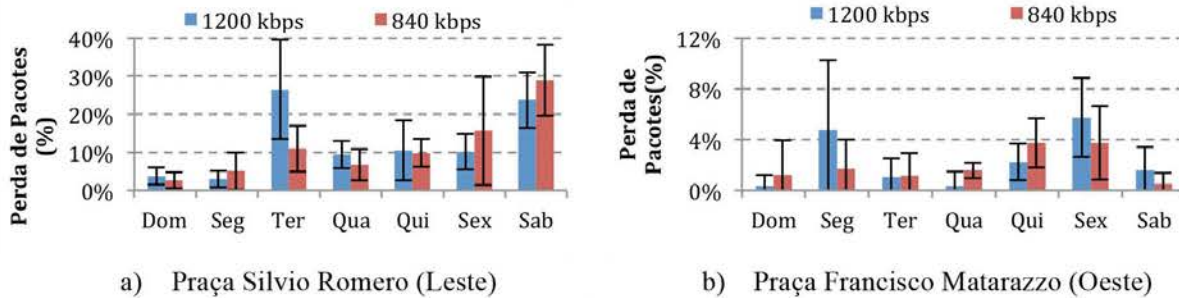 1200 kbps 840 kbps
Perda de Pacotes
(%)
40%
30%
20%
10%
0%
Dom Seg Ter Qua Qui Sex Sab
a) Praça Silvio Romero (Leste)
1200 kbps 840 kbps
Perda de
Pacotes(%)
12%
8%
4%
0%
Dom Seg Ter Qua Qui Sex Sab
b) Praça Francisco Matarazzo (Oeste)